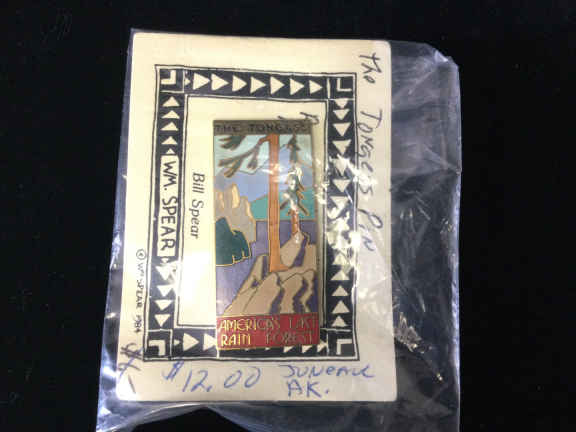 The Tongass Pin
THE TONGASS
WM. SPEAR
Bill Spear
© WM SPEAR 1984
AMERICA'S LAST
RAIN FOREST
$12.00 JUNEAU
AK.